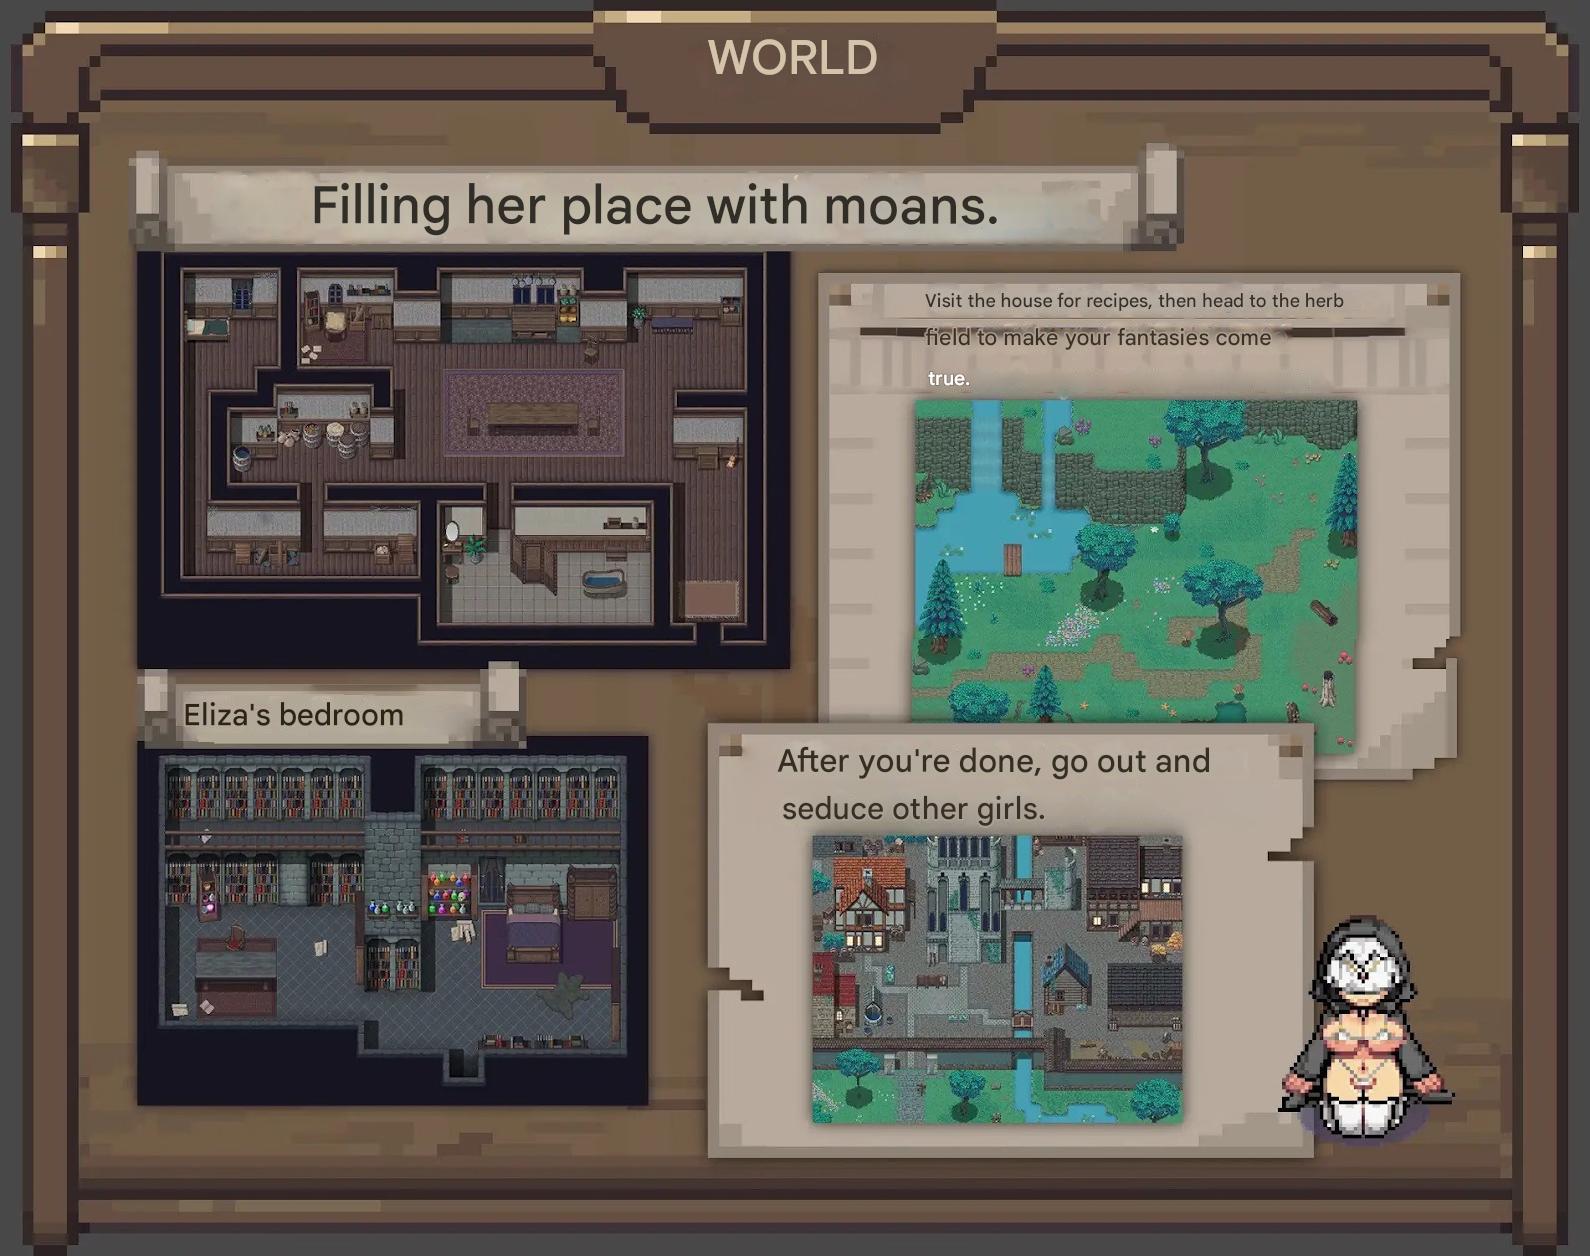 WORLD
Filling her place with moans.
Visit the house for recipes, then head to the herb
field to make your fantasies come
true.
Eliza's bedroom
After you're done, go out and
seduce other girls.